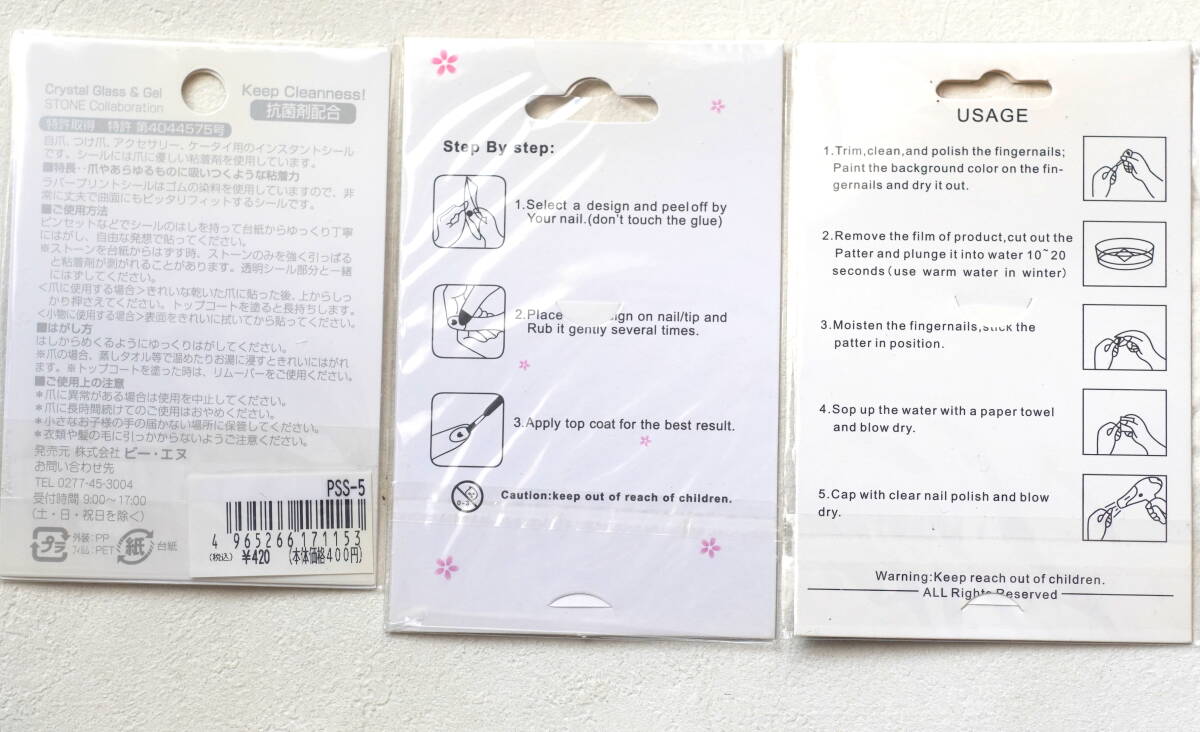 Crystal Glass & Gel
STONE Collaboration
Keep Cleanness!
抗菌剤配合
特許取得 特許 第4044575号
自爪、つけ爪、アクセサリー、ケータイ用のインスタントシール
です。シールには爪に優しい粘着剤を使用しています。
■特長‥爪やあらゆるものに吸いつくような粘着力
ラバープリントシールはゴムの染料を使用していますので、非
常に丈夫で曲面にもピッタリフィットするシールです。
■ご使用方法
ピンセットなどでシールのはしを持って台紙からゆっくり丁寧
にはがし、自由な発想で貼ってください。
※ストーンを台紙からはずす時、ストーンのみを強く引っぱる
と粘着剤が剥がれることがあります。透明シール部分と一緒
にはずしてください。
<爪に使用する場合>きれいな乾いた爪に貼った後、上からしっ
かり押さえてください。トップコートを塗ると長持ちします。
<小物に使用する場合>表面をきれいに拭いてから貼ってください。
■はがし方
はしからめくるようにゆっくりはがしてください。
※爪の場合、蒸しタオル等で温めたりお湯に浸すときれいにはがれ
ます。※トップコートを塗った時は、リムーバーをご使用ください。
■ご使用上の注意
*爪に異常がある場合は使用を中止してください。
*爪に長時間続けてのご使用はおやめください。
*小さなお子様の手の届かない場所に保管してください。
*衣類や髪の毛に引っかからないようご注意ください。
発売元 株式会社 ビー・エヌ
お問い合わせ先
TEL 0277-45-3004
受付時間 9:00〜17:00
(土・日・祝日を除く)
プラ
外装:PP
フィルム:PET
紙
台紙
PSS-5
4 965266 171153
(税込) ¥420 (本体価格400円)
Step By step:
1.Select a design and peel off by
Your nail.(don't touch the glue)
2.Place ign on nail/tip and
Rub it gently several times.
3.Apply top coat for the best result.
0-3
Caution:keep out of reach of children.
USAGE
1.Trim,clean,and polish the fingernails;
Paint the background color on the fin-
gernails and dry it out.
2.Remove the film of product,cut out the
Patter and plunge it into water 10~20
seconds(use warm water in winter)
3.Moisten the fingernails,stick the
patter in position.
4.Sop up the water with a paper towel
and blow dry.
5.Cap with clear nail polish and blow
dry.
Warning:Keep reach out of children.
ALL Rights Reserved